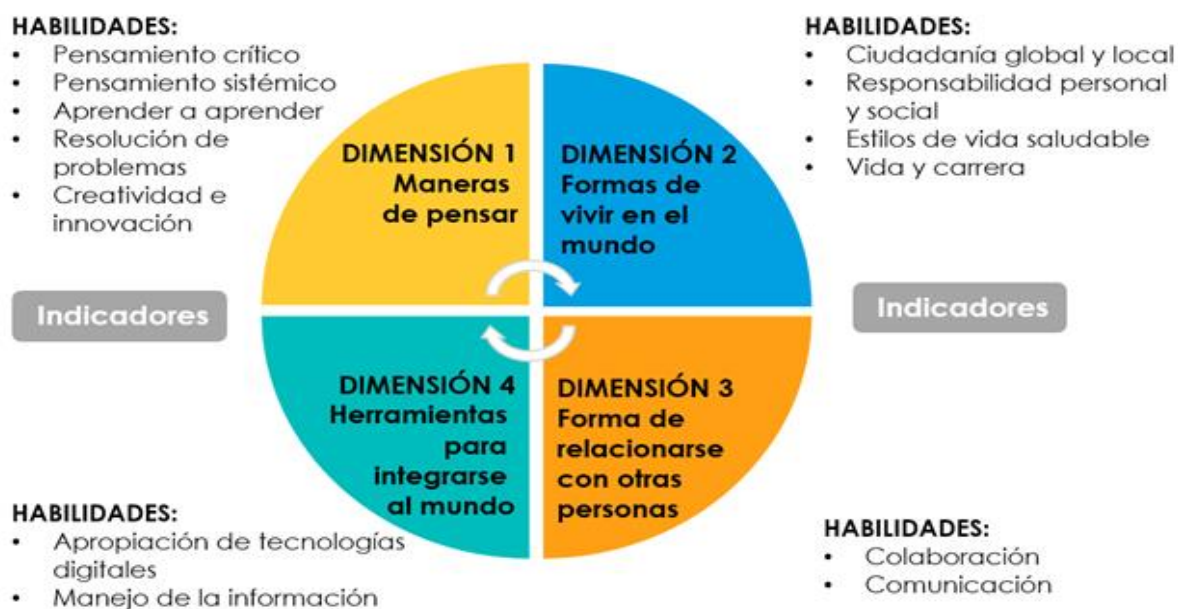 HABILIDADES:
• Pensamiento crítico
• Pensamiento sistémico
• Aprender a aprender
• Resolución de
problemas
• Creatividad e
innovación
HABILIDADES:
• Ciudadanía global y local
• Responsabilidad personal
y social
• Estilos de vida saludable
• Vida y carrera
DIMENSIÓN 1
Maneras
de pensar
DIMENSIÓN 2
Formas de
vivir en el
mundo
Indicadores
Indicadores
DIMENSIÓN 4
Herramientas
para
integrarse
al mundo
DIMENSIÓN 3
Forma de
relacionarse
con otras
personas
HABILIDADES:
• Apropiación de tecnologías
digitales
• Manejo de la información
HABILIDADES:
• Colaboración
• Comunicación